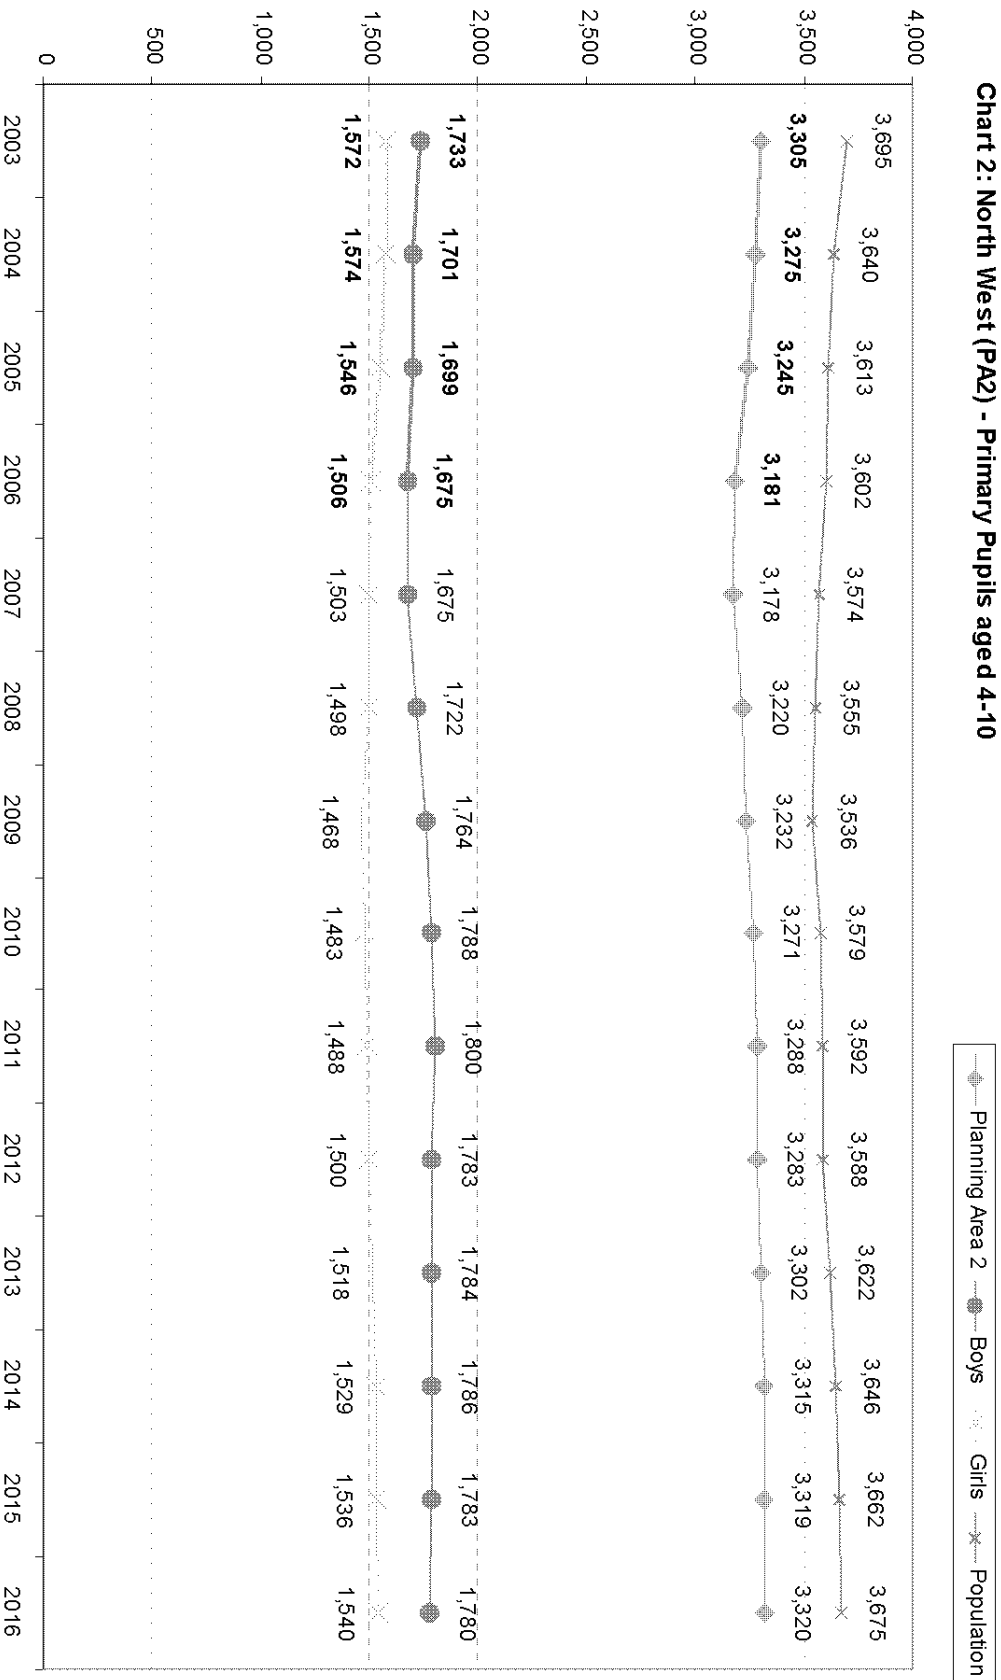 Chart 2: North West (PA2) - Primary Pupils aged 4-10
Planning Area 2 Boys Girls Population
4,000
3,500
3,000
2,500
2,000
1,500
1,000
500
0
3,695 3,640 3,613 3,602 3,574 3,555 3,536 3,579 3,592 3,588 3,622 3,646 3,662 3,675
3,305 3,275 3,245 3,181 3,178 3,220 3,232 3,271 3,288 3,283 3,302 3,315 3,319 3,320
1,733 1,701 1,699 1,675 1,675 1,722 1,764 1,788 1,800 1,783 1,784 1,786 1,783 1,780
1,572 1,574 1,546 1,506 1,503 1,498 1,468 1,483 1,488 1,500 1,518 1,529 1,536 1,540
2003 2004 2005 2006 2007 2008 2009 2010 2011 2012 2013 2014 2015 2016